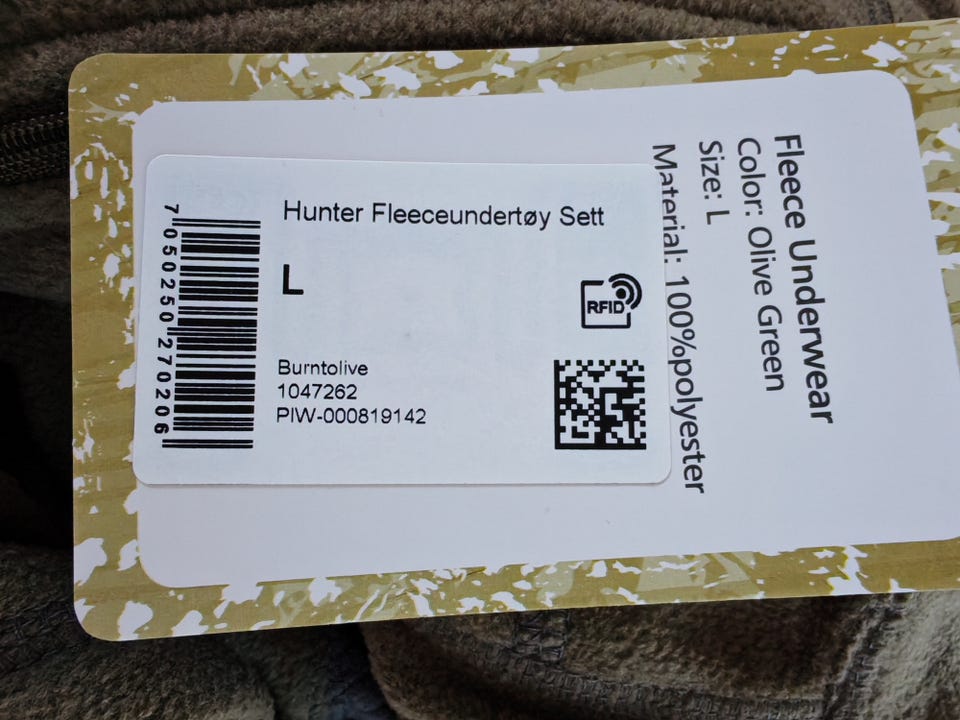 Hunter Fleeceundertøy Sett
L
RFID
Burntolive
1047262
PIW-000819142
7 050250 270206
Fleece Underwear
Color: Olive Green
Size: L
Material: 100%polyester